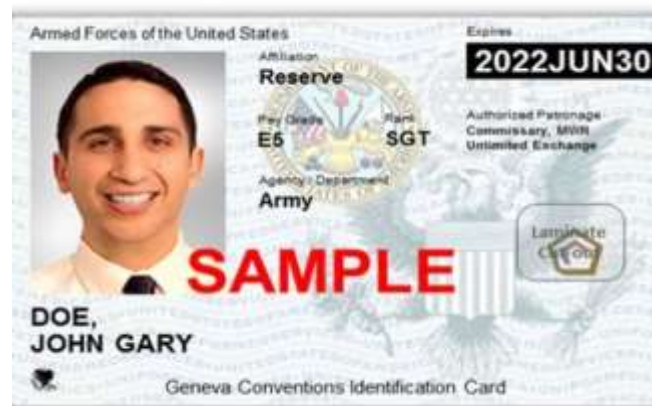 Armed Forces of the United States
Expires
2022JUN30
Affiliation
Reserve
Pay Grade
E5
Rank
SGT
Agency / Department
Army
Authorized Patronage
Commissary, MWR
Unlimited Exchange
Laminate
SAMPLE
DOE,
JOHN GARY
Geneva Conventions Identification Card